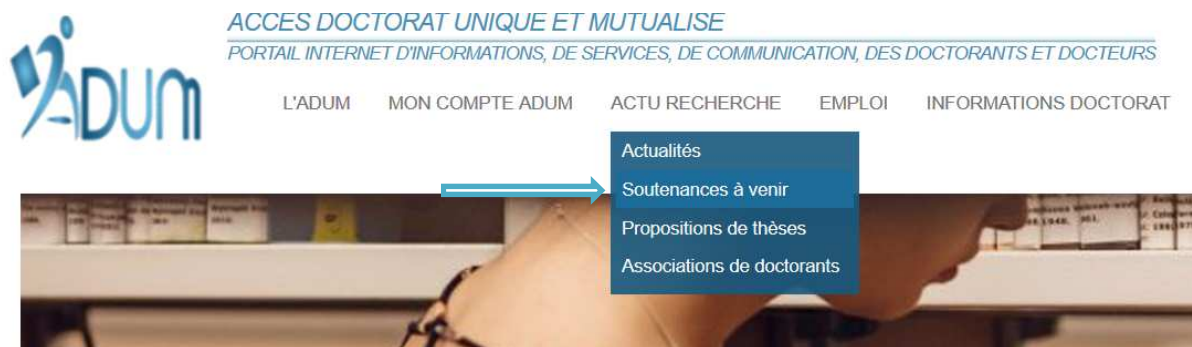 ACCES DOCTORAT UNIQUE ET MUTUALISE
PORTAIL INTERNET D'INFORMATIONS, DE SERVICES, DE COMMUNICATION, DES DOCTORANTS ET DOCTEURS
ADUM
L'ADUM MON COMPTE ADUM ACTU RECHERCHE EMPLOI INFORMATIONS DOCTORAT
Actualités
Soutenances à venir
Propositions de thèses
Associations de doctorants